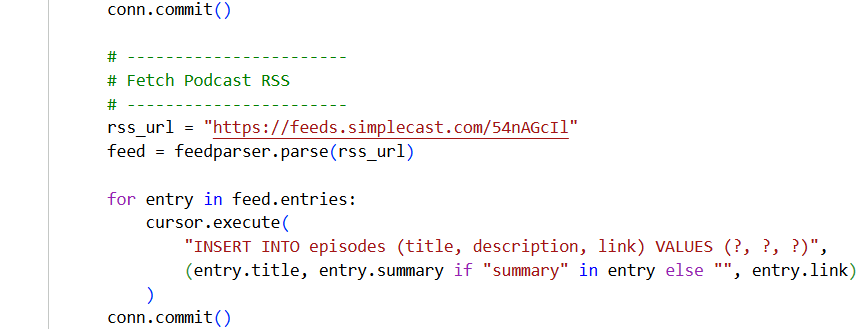 conn.commit()
# -----------------------
# Fetch Podcast RSS
# -----------------------
rss_url = "https://feeds.simplecast.com/54nAGcIl"
feed = feedparser.parse(rss_url)
for entry in feed.entries:
cursor.execute(
"INSERT INTO episodes (title, description, link) VALUES (?, ?, ?)",
(entry.title, entry.summary if "summary" in entry else "", entry.link)
)
conn.commit()